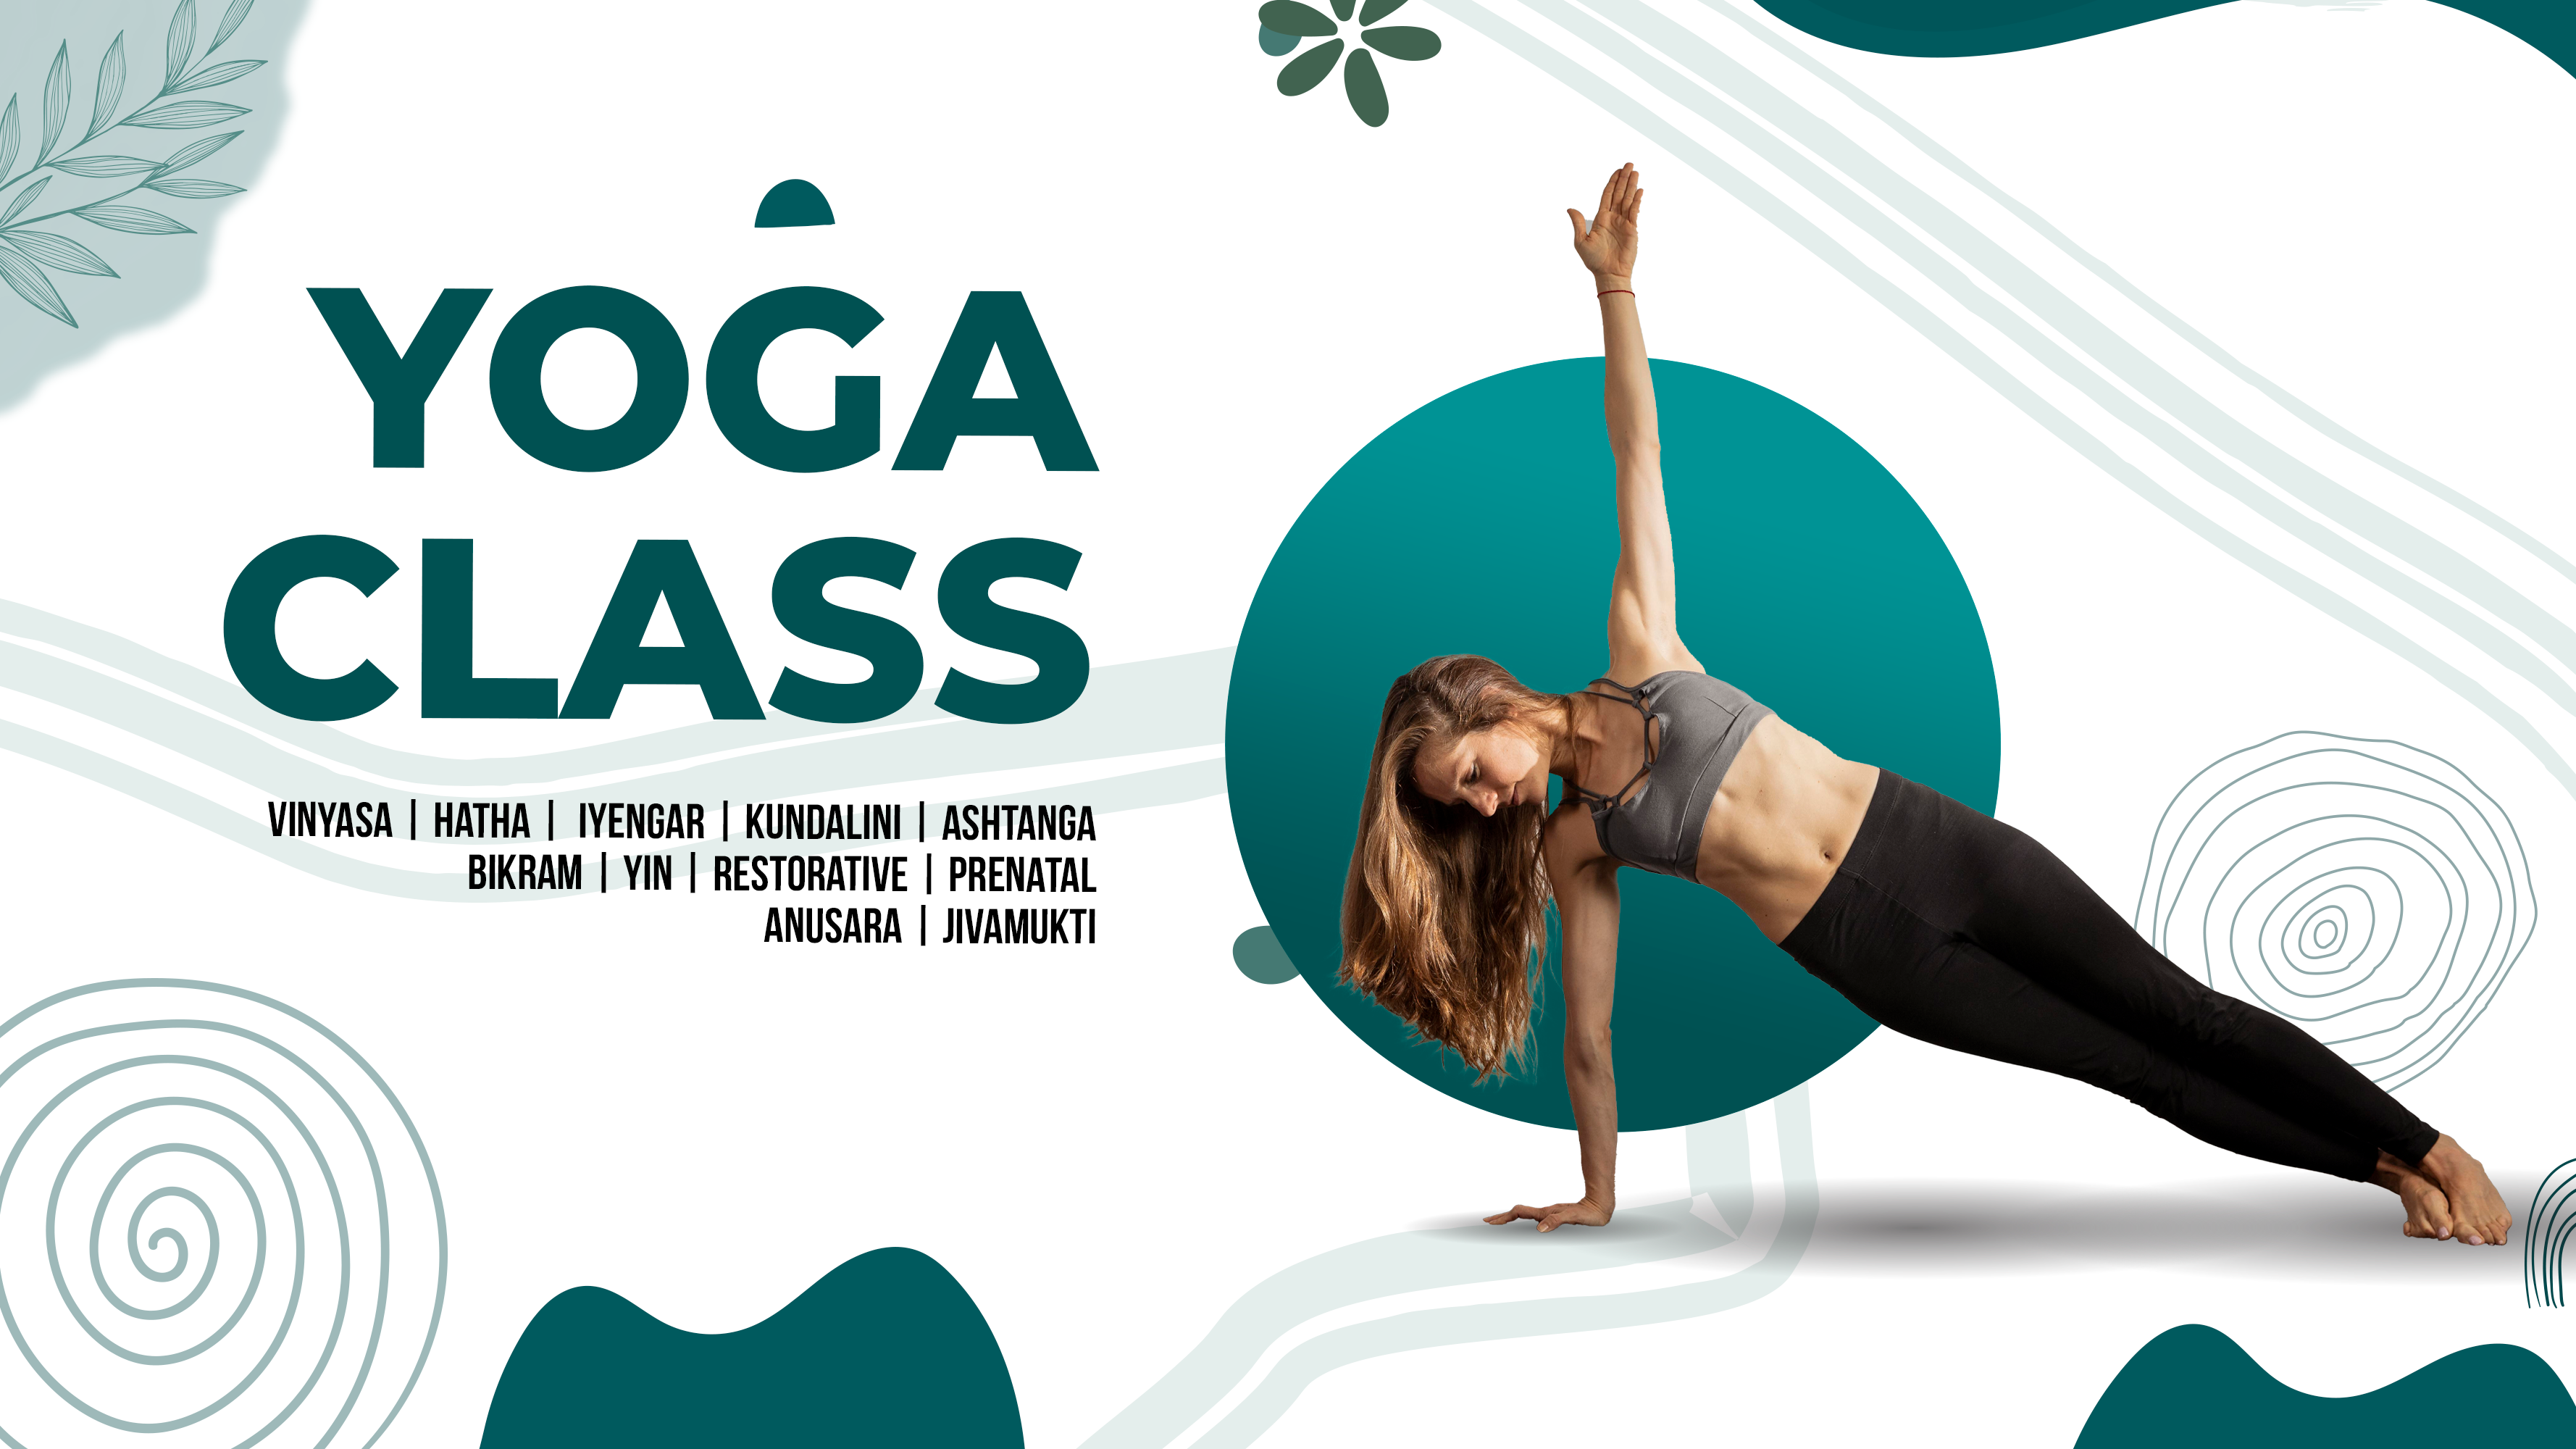 YOGA
CLASS
VINYASA | HATHA | IYENGAR | KUNDALINI | ASHTANGA
BIKRAM | YIN | RESTORATIVE | PRENATAL
ANUSARA | JIVAMUKTI